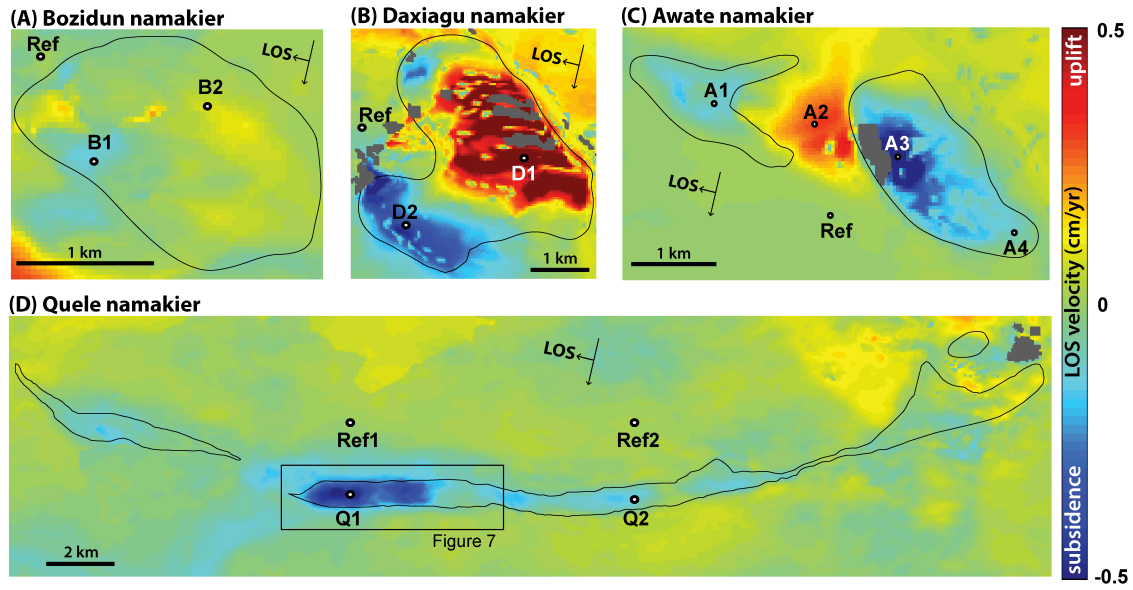 (A) Bozidun namakier
Ref
LOS
B2
B1
1 km
(B) Daxiagu namakier
LOS
Ref
D1
D2
1 km
(C) Awate namakier
A1
A2
A3
LOS
Ref
A4
1 km
(D) Quele namakier
LOS
Ref1
Ref2
Q1
Q2
Figure 7
2 km
0.5
uplift
LOS velocity (cm/yr)
0
subsidence
-0.5